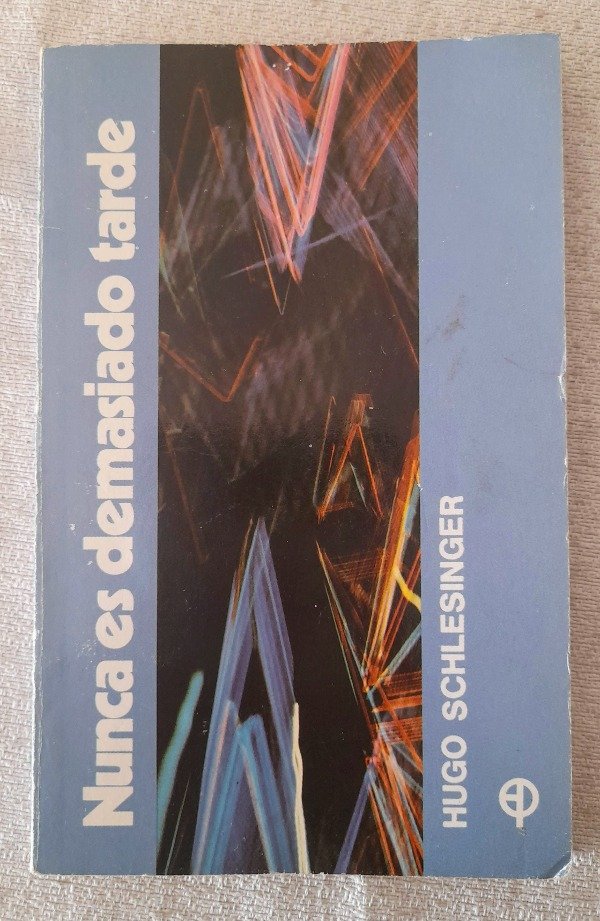 Nunca es demasiado tarde
HUGO SCHLESINGER